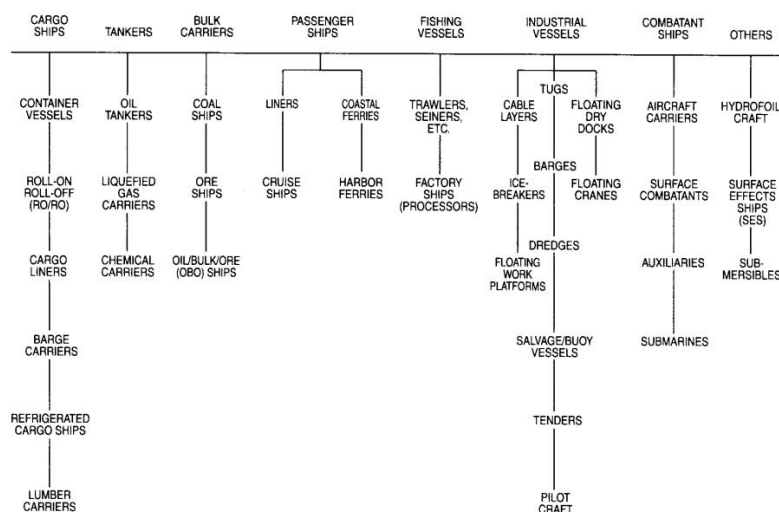 CARGO
SHIPS
TANKERS
BULK
CARRIERS
PASSENGER
SHIPS
FISHING
VESSELS
INDUSTRIAL
VESSELS
COMBATANT
SHIPS
OTHERS
CONTAINER
VESSELS
ROLL-ON
ROLL-OFF
(RO/RO)
CARGO
LINERS
BARGE
CARRIERS
REFRIGERATED
CARGO SHIPS
LUMBER
CARRIERS
OIL
TANKERS
LIQUEFIED
GAS
CARRIERS
CHEMICAL
CARRIERS
COAL
SHIPS
ORE
SHIPS
OIL/BULK/ORE
(OBO) SHIPS
LINERS
CRUISE
SHIPS
COASTAL
FERRIES
HARBOR
FERRIES
TRAWLERS,
SEINERS,
ETC.
FACTORY
SHIPS
(PROCESSORS)
CABLE
LAYERS
ICE-
BREAKERS
FLOATING
WORK
PLATFORMS
TUGS
BARGES
DREDGES
SALVAGE/BUOY
VESSELS
TENDERS
PILOT
CRAFT
FLOATING
DRY
DOCKS
FLOATING
CRANES
AIRCRAFT
CARRIERS
SURFACE
COMBATANTS
AUXILIARIES
SUBMARINES
HYDROFOIL
CRAFT
SURFACE
EFFECTS
SHIPS
(SES)
SUB-
MERSIBLES